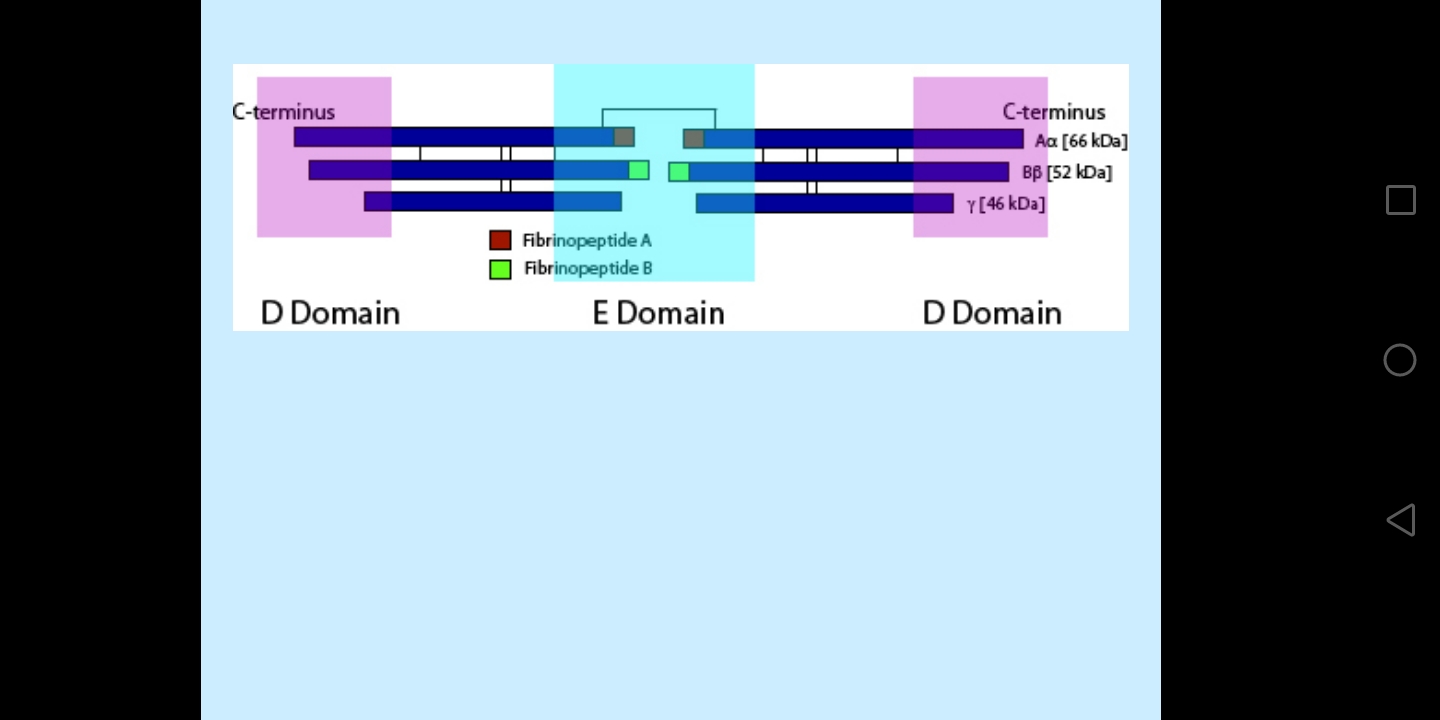 C-terminus
C-terminus
Aα [66 kDa]
Bβ [52 kDa]
γ [46 kDa]
Fibrinopeptide A
Fibrinopeptide B
D Domain
E Domain
D Domain